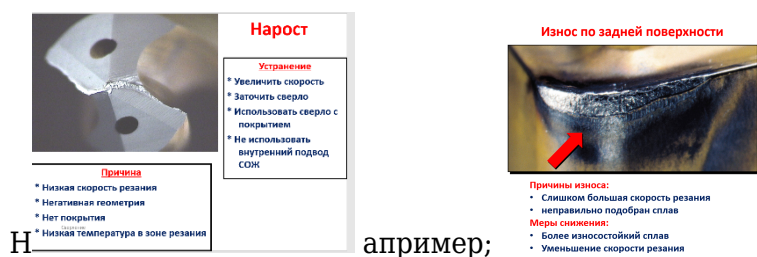 Нарост
Устранение
* Увеличить скорость
* Заточить сверло
* Использовать сверло с
покрытием
* Не использовать
внутренний подвод
СОЖ
Причина
* Низкая скорость резания
* Негативная геометрия
* Нет покрытия
* Низкая температура в зоне резания
Например;
Износ по задней поверхности
Причины износа:
• Слишком большая скорость резания
• неправильно подобран сплав
Меры снижения:
• Более износостойкий сплав
• Уменьшение скорости резания